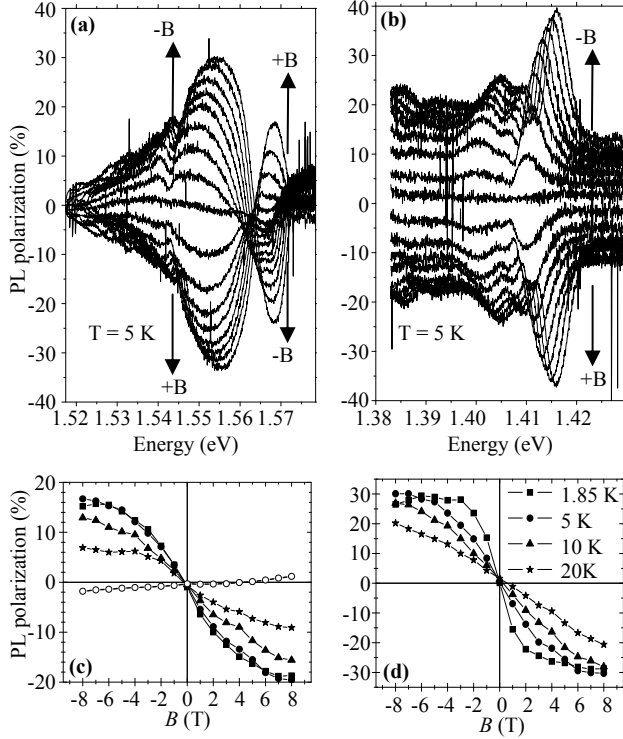 (a)
-B
+B
40
30
20
10
0
-10
-20
-30
-40
PL polarization (%)
T = 5 K
+B
-B
1.52 1.53 1.54 1.55 1.56 1.57
Energy (eV)
(b)
-B
40
30
20
10
0
-10
-20
-30
-40
T = 5 K
+B
1.38 1.39 1.40 1.41 1.42
Energy (eV)
20
10
0
-10
-20
PL polarization (%)
(c)
-8 -6 -4 -2 0 2 4 6 8
B (T)
30
20
10
0
-10
-20
-30
1.85 K
5 K
10 K
20K
(d)
-8 -6 -4 -2 0 2 4 6 8
B (T)